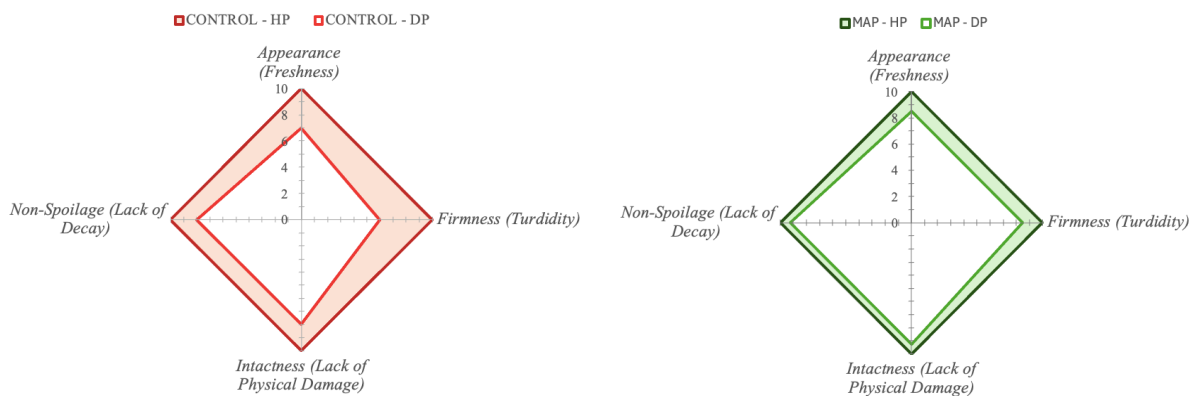 CONTROL - HP
CONTROL - DP
Appearance
(Freshness)
10
8
6
4
2
0
Non-Spoilage (Lack of
Decay)
Firmness (Turdidity)
Intactness (Lack of
Physical Damage)
MAP - HP
MAP - DP
Appearance
(Freshness)
10
8
6
4
2
0
Non-Spoilage (Lack of
Decay)
Firmness (Turdidity)
Intactness (Lack of
Physical Damage)